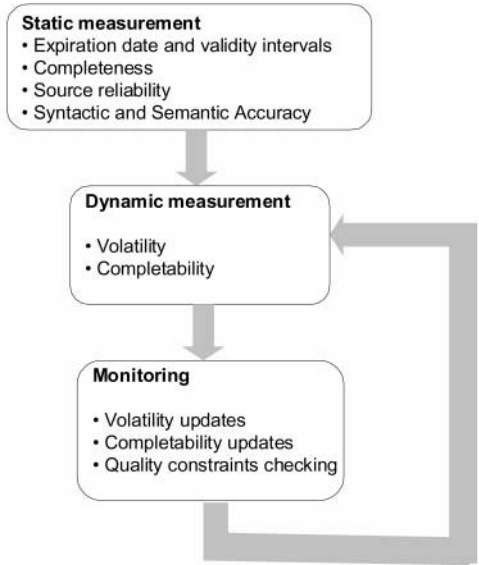 Static measurement
• Expiration date and validity intervals
• Completeness
• Source reliability
• Syntactic and Semantic Accuracy
Dynamic measurement
• Volatility
• Completability
Monitoring
• Volatility updates
• Completability updates
• Quality constraints checking